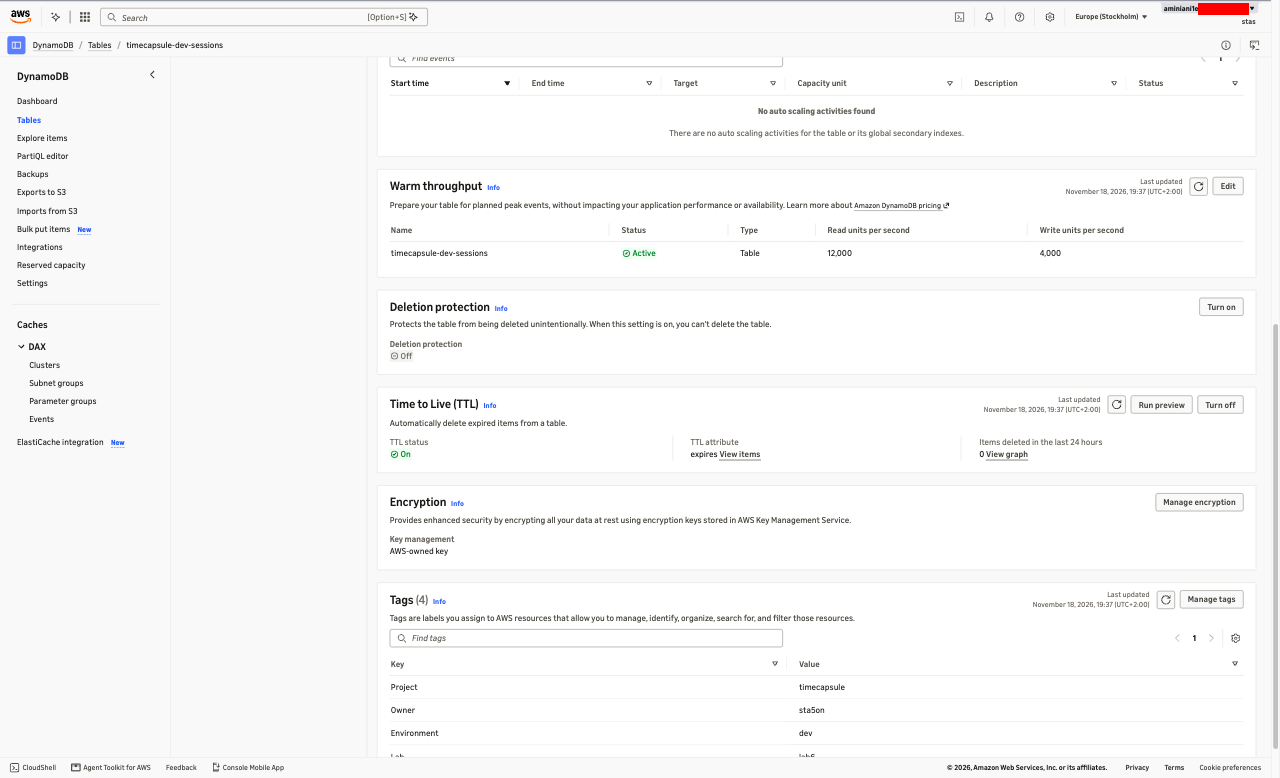 aws
Search [Option+S]
Europe (Stockholm)
aminiani1e
stas
DynamoDB / Tables / timecapsule-dev-sessions
DynamoDB
Dashboard
Tables
Explore items
PartiQL editor
Backups
Exports to S3
Imports from S3
Bulk put items New
Integrations
Reserved capacity
Settings
Caches
DAX
Clusters
Subnet groups
Parameter groups
Events
ElastiCache integration New
Find events
1
Start time End time Target Capacity unit Description Status
No auto scaling activities found
There are no auto scaling activities for the table or its global secondary indexes.
Warm throughput Info
Last updated
November 18, 2026, 19:37 (UTC+2:00)
Edit
Prepare your table for planned peak events, without impacting your application performance or availability. Learn more about Amazon DynamoDB pricing
Name Status Type Read units per second Write units per second
timecapsule-dev-sessions Active Table 12,000 4,000
Deletion protection Info
Turn on
Protects the table from being deleted unintentionally. When this setting is on, you can't delete the table.
Deletion protection
Off
Time to Live (TTL) Info
Last updated
November 18, 2026, 19:37 (UTC+2:00)
Run preview
Turn off
Automatically delete expired items from a table.
TTL status TTL attribute Items deleted in the last 24 hours
On expires View items 0 View graph
Encryption Info
Manage encryption
Provides enhanced security by encrypting all your data at rest using encryption keys stored in AWS Key Management Service.
Key management
AWS-owned key
Tags (4) Info
Last updated
November 18, 2026, 19:37 (UTC+2:00)
Manage tags
Tags are labels you assign to AWS resources that allow you to manage, identify, organize, search for, and filter those resources.
Find tags
1
Key Value
Project timecapsule
Owner sta5on
Environment dev
Lab lab6
CloudShell Agent Toolkit for AWS Feedback Console Mobile App
© 2026, Amazon Web Services, Inc. or its affiliates. Privacy Terms Cookie preferences